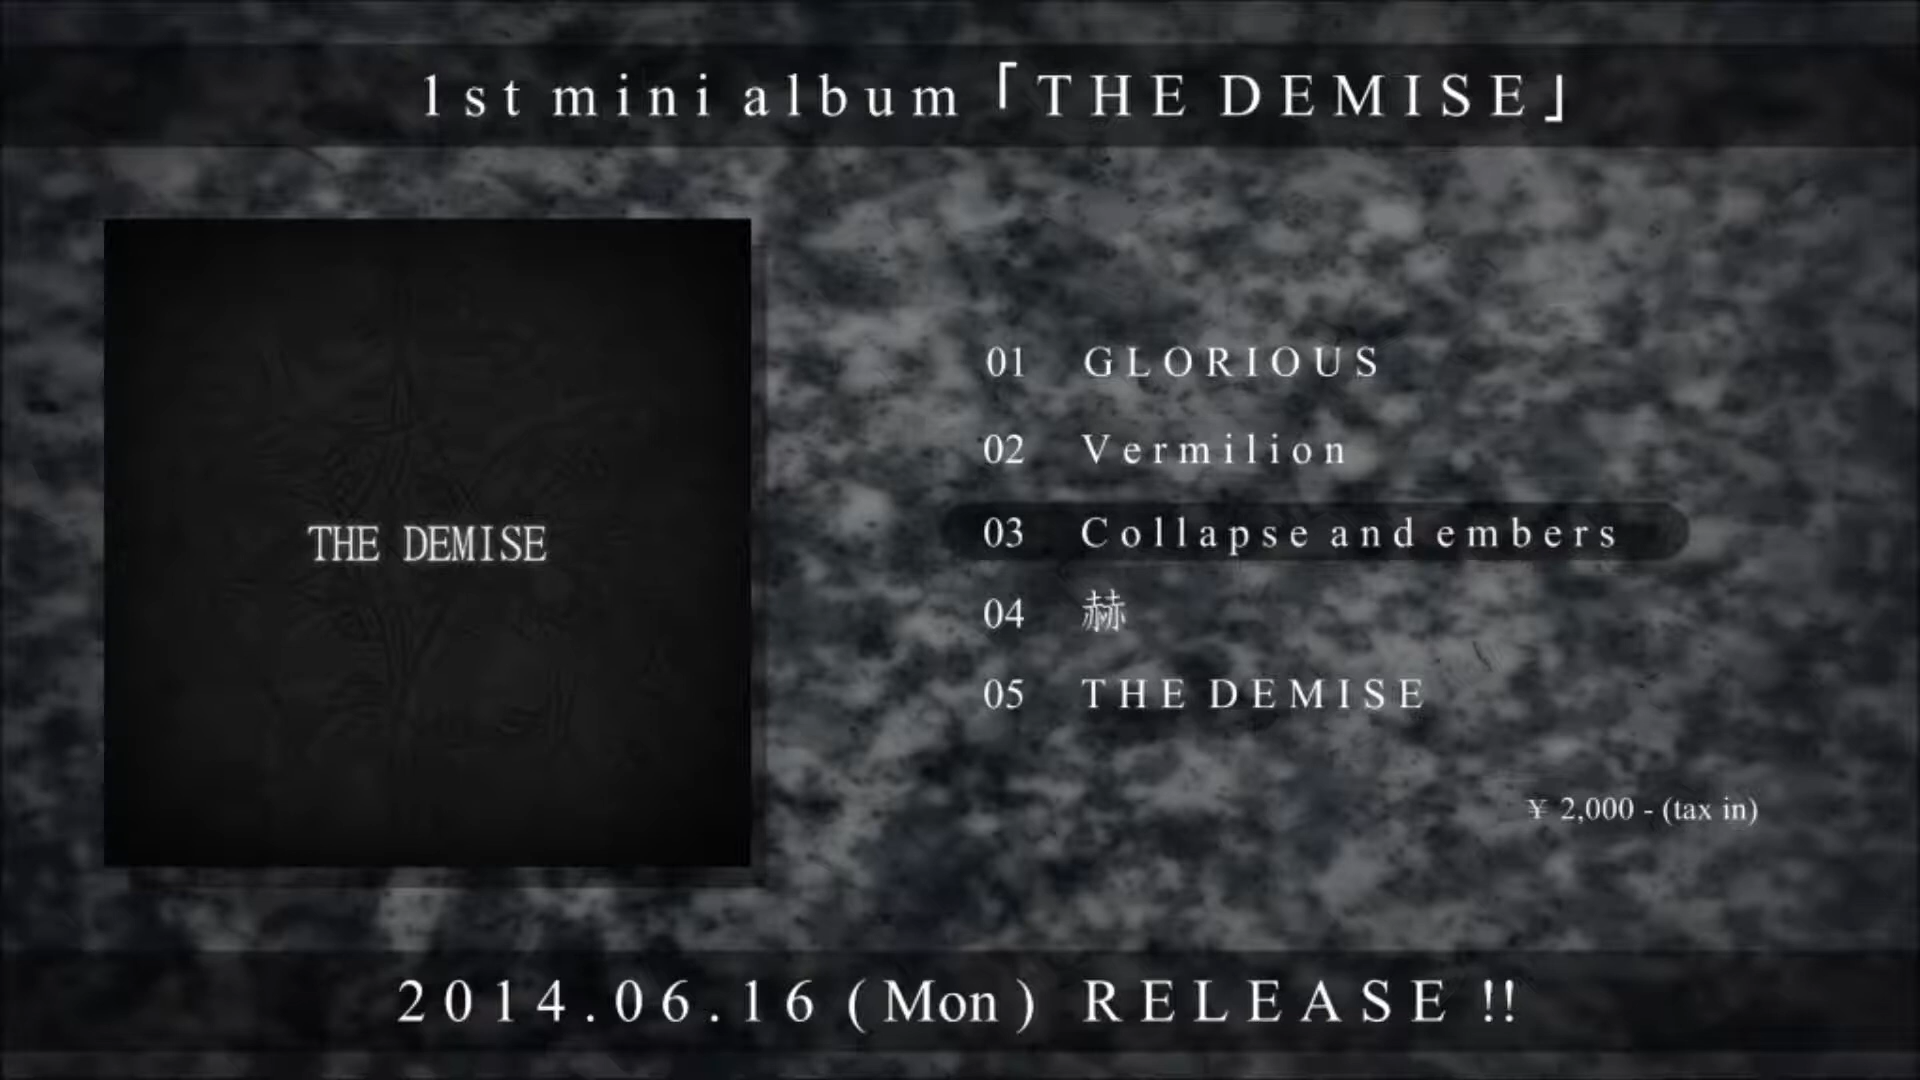 1st mini album「THE DEMISE」
THE DEMISE
01 GLORIOUS
02 Vermilion
03 Collapse and embers
04 赫
05 THE DEMISE
¥ 2,000 - (tax in)
2014.06.16 (Mon) RELEASE !!